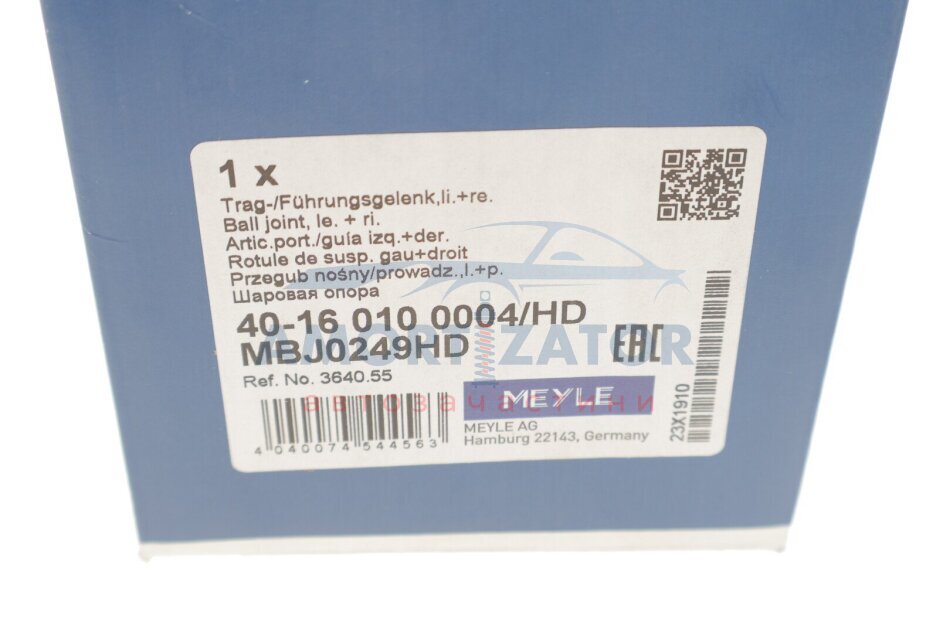 1 x
Trag-/Führungsgelenk,li.+re.
Ball joint, le. + ri.
Artic.port./guía izq.+der.
Rotule de susp. gau+droit
Przegub nośny/prowadz.,l.+p.
Шаровая опора
40-16 010 0004/HD
MBJ0249HD
AMORTIZATOR
EAC
Ref. No. 3640.55
MEYLE
автозапчастини
MEYLE AG
Hamburg 22143, Germany
4 040074 544563
23X1910